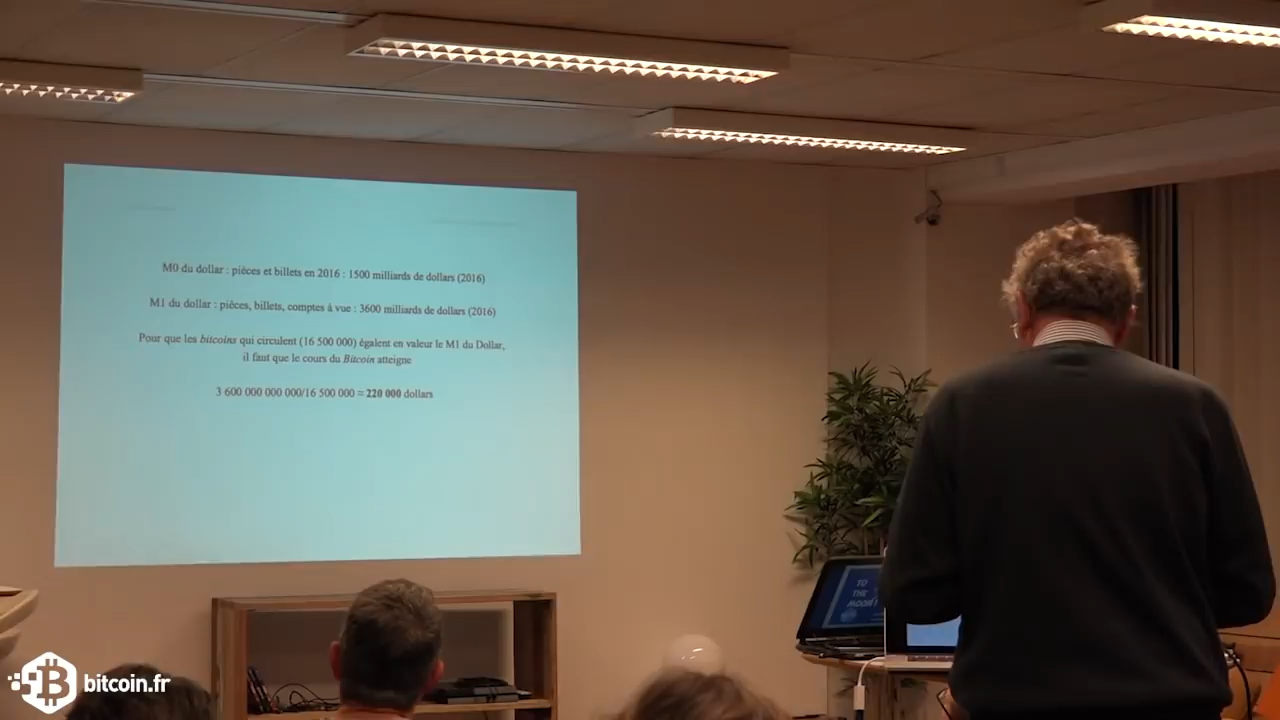 M0 du dollar : pièces et billets en 2016 : 1500 milliards de dollars (2016)
M1 du dollar : pièces, billets, comptes à vue : 3600 milliards de dollars (2016)
Pour que les bitcoins qui circulent (16 500 000) égalent en valeur le M1 du Dollar,
il faut que le cours du Bitcoin atteigne
3 600 000 000 000/16 500 000 ≈ 220 000 dollars
TO
THE
MOON
bitcoin.fr